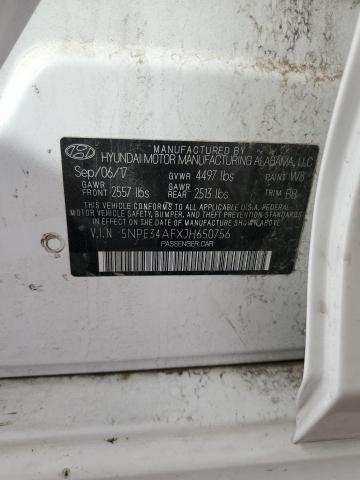 MANUFACTURED BY
HYUNDAI MOTOR MANUFACTURING ALABAMA, LLC
Sep/06/17 GVWR 4497 lbs PAINT W8
GAWR FRONT 2557 lbs GAWR REAR 2513 lbs TRIM
THIS VEHICLE CONFORMS TO ALL APPLICABLE U.S.A. FEDERAL
MOTOR VEHICLE SAFETY, BUMPER, AND THEFT PREVENTION
STANDARDS IN EFFECT ON THE DATE OF MANUFACTURE SHOWN ABOVE.
V.I.N 5NPE34AFXJH650756
PASSENGER CAR